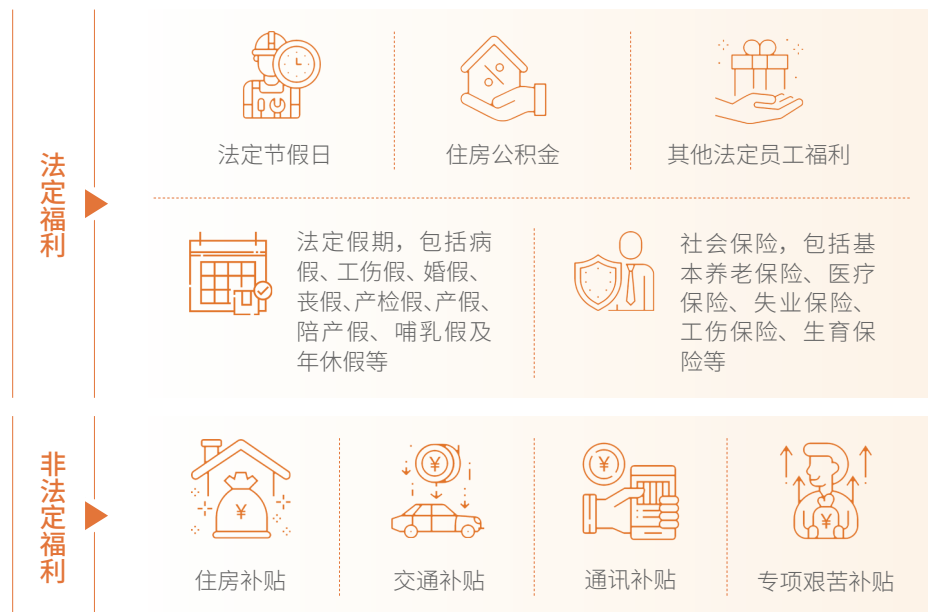 法定福利
法定节假日
住房公积金
其他法定员工福利
法定假期，包括病
假、工伤假、婚假、
丧假、产检假、产假、
陪产假、哺乳假及
年休假等
社会保险，包括基
本养老保险、医疗
保险、失业保险、
工伤保险、生育保
险等
非法定福利
住房补贴
交通补贴
通讯补贴
专项艰苦补贴